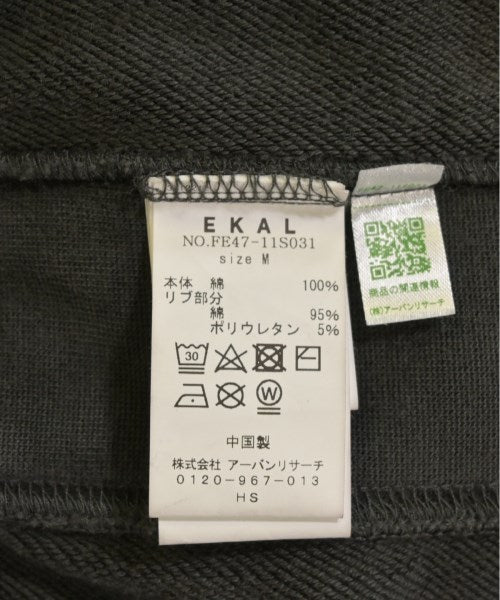 EKAL
NO.FE47-11S031
size M
本体 綿 100%
リブ部分
綿 95%
ポリウレタン 5%
30
W
中国製
株式会社 アーバンリサーチ
0120-967-013
HS
商品の関連情報
(株)アーバンリサーチ